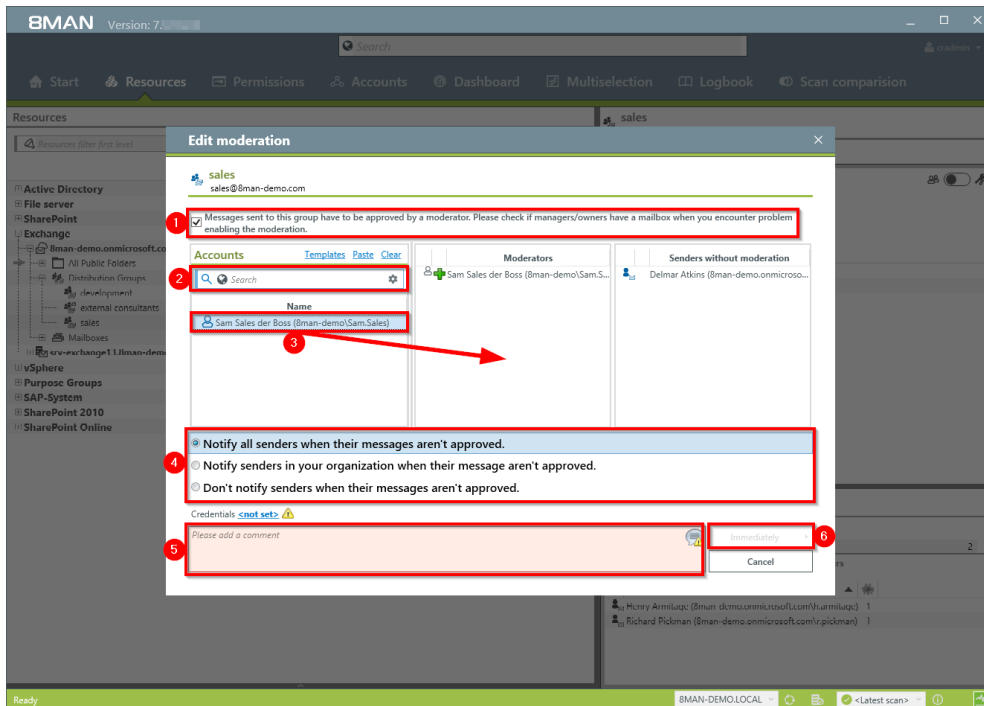 8MAN Version: 7.
Search
cradmin
Start Resources Permissions Accounts Dashboard Multiselection Logbook Scan comparision
Resources
sales
Resources filter first level
Active Directory
File server
SharePoint
Exchange
8man-demo.onmicrosoft.co
All Public Folders
Distribution Groups
development
external consultants
sales
Mailboxes
srv-exchange13.8man-dem
vSphere
Purpose Groups
SAP-System
SharePoint 2010
SharePoint Online
Edit moderation
sales
sales@8man-demo.com
1
Messages sent to this group have to be approved by a moderator. Please check if managers/owners have a mailbox when you encounter problem
enabling the moderation.
Accounts Templates Paste Clear
2
Search
Name
Sam Sales der Boss (8man-demo\Sam.Sales)
3
Moderators
Sam Sales der Boss (8man-demo\Sam.S...
Senders without moderation
Delmar Atkins (8man-demo.onmicroso...
4
Notify all senders when their messages aren't approved.
Notify senders in your organization when their message aren't approved.
Don't notify senders when their messages aren't approved.
Credentials <not set>
5
Please add a comment
Immediately
6
Cancel
2
rs
Henry Armitage (8man-demo.onmicrosoft.com\h.armitage) 1
Richard Pickman (8man-demo.onmicrosoft.com\r.pickman) 1
Ready
8MAN-DEMO.LOCAL
<Latest scan>